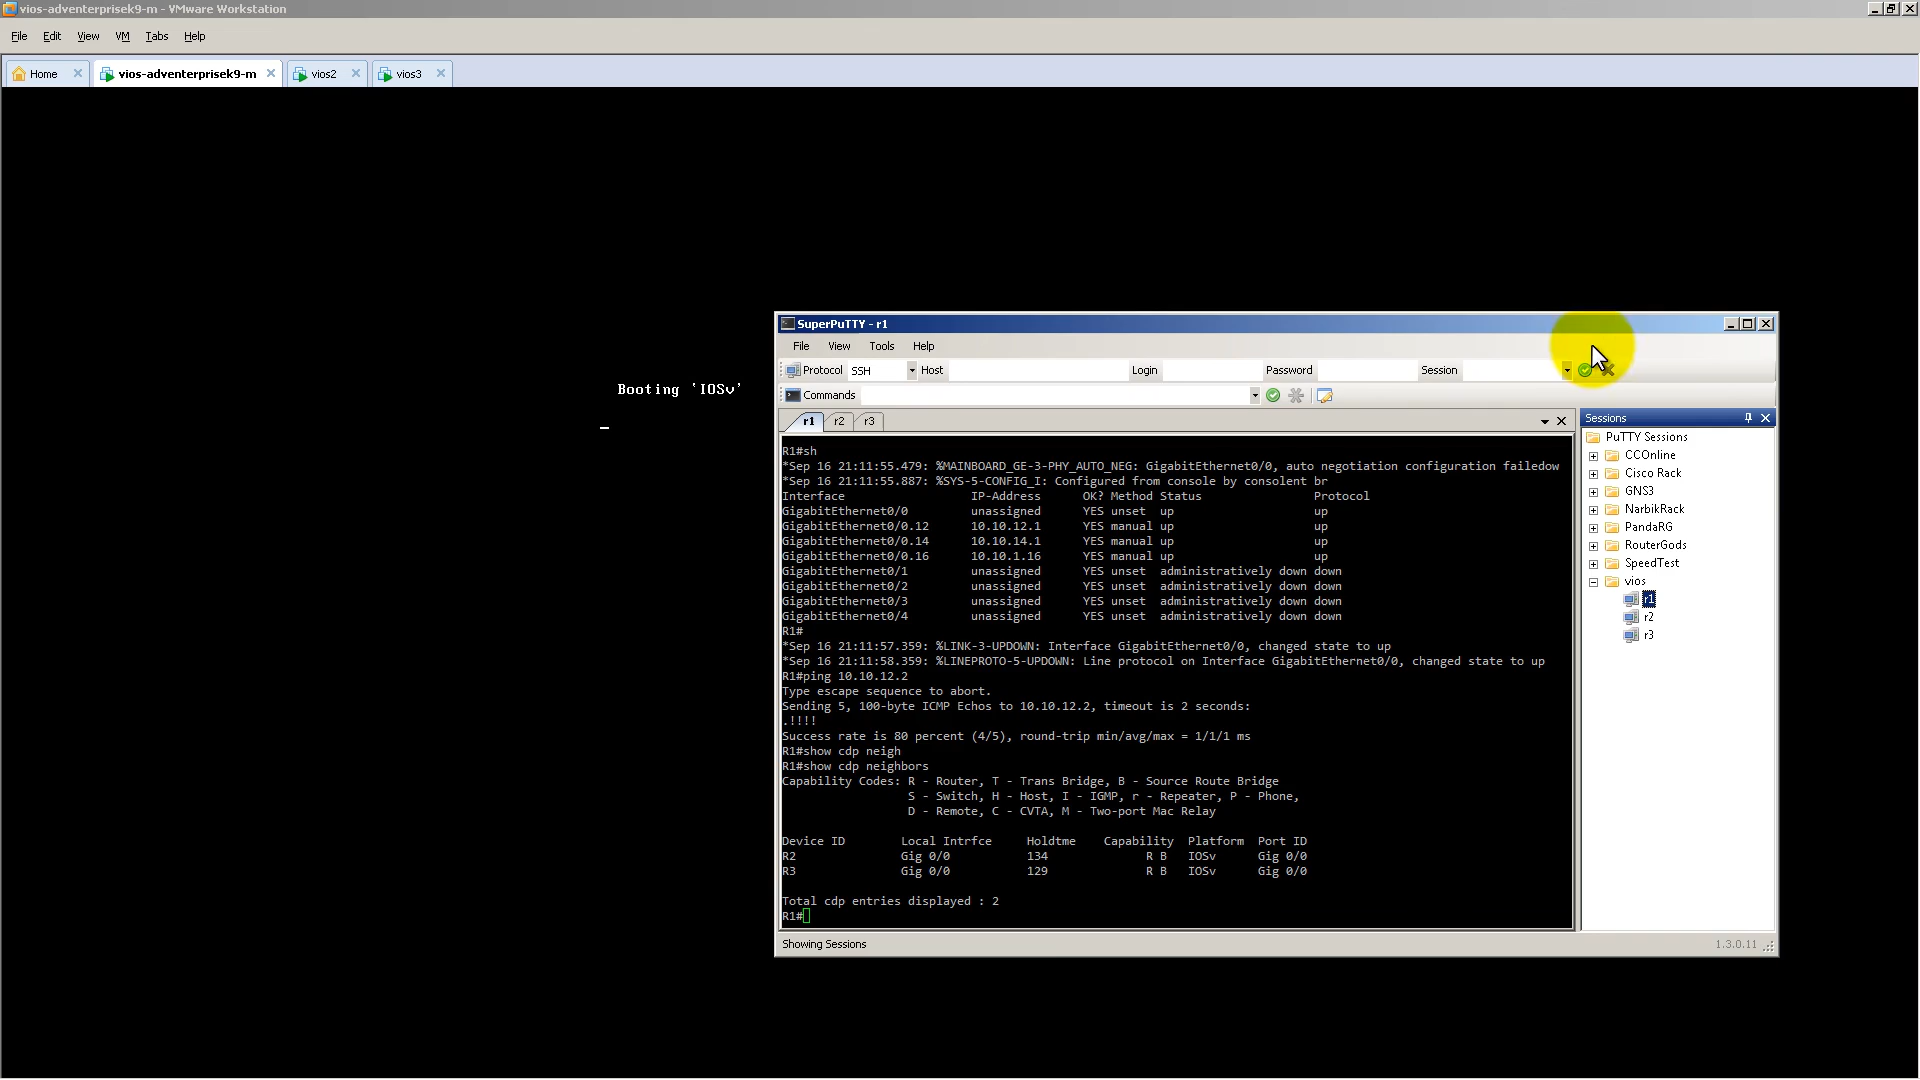 vios-adventerprisek9-m - VMware Workstation
File Edit View VM Tabs Help
Home vios-adventerprisek9-m vios2 vios3
Booting 'IOSv'
SuperPuTTY - r1
File View Tools Help
Protocol SSH Host Login Password Session
Commands
r1 r2 r3
R1#sh
*Sep 16 21:11:55.479: %MAINBOARD_GE-3-PHY_AUTO_NEG: GigabitEthernet0/0, auto negotiation configuration failedow
*Sep 16 21:11:55.887: %SYS-5-CONFIG_I: Configured from console by consolent br
Interface IP-Address OK? Method Status Protocol
GigabitEthernet0/0 unassigned YES unset up up
GigabitEthernet0/0.12 10.10.12.1 YES manual up up
GigabitEthernet0/0.14 10.10.14.1 YES manual up up
GigabitEthernet0/0.16 10.10.1.16 YES manual up up
GigabitEthernet0/1 unassigned YES unset administratively down down
GigabitEthernet0/2 unassigned YES unset administratively down down
GigabitEthernet0/3 unassigned YES unset administratively down down
GigabitEthernet0/4 unassigned YES unset administratively down down
R1#
*Sep 16 21:11:57.359: %LINK-3-UPDOWN: Interface GigabitEthernet0/0, changed state to up
*Sep 16 21:11:58.359: %LINEPROTO-5-UPDOWN: Line protocol on Interface GigabitEthernet0/0, changed state to up
R1#ping 10.10.12.2
Type escape sequence to abort.
Sending 5, 100-byte ICMP Echos to 10.10.12.2, timeout is 2 seconds:
.!!!!
Success rate is 80 percent (4/5), round-trip min/avg/max = 1/1/1 ms
R1#show cdp neigh
R1#show cdp neighbors
Capability Codes: R - Router, T - Trans Bridge, B - Source Route Bridge
S - Switch, H - Host, I - IGMP, r - Repeater, P - Phone,
D - Remote, C - CVTA, M - Two-port Mac Relay
Device ID Local Intrfce Holdtme Capability Platform Port ID
R2 Gig 0/0 134 R B IOSv Gig 0/0
R3 Gig 0/0 129 R B IOSv Gig 0/0
Total cdp entries displayed : 2
R1#
Sessions
PuTTY Sessions
CCOnline
Cisco Rack
GNS3
NarbikRack
PandaRG
RouterGods
SpeedTest
vios
r1
r2
r3
Showing Sessions 1.3.0.11